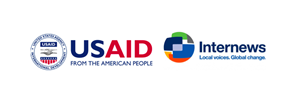 USAID
FROM THE AMERICAN PEOPLE
Internews
Local voices. Global change.